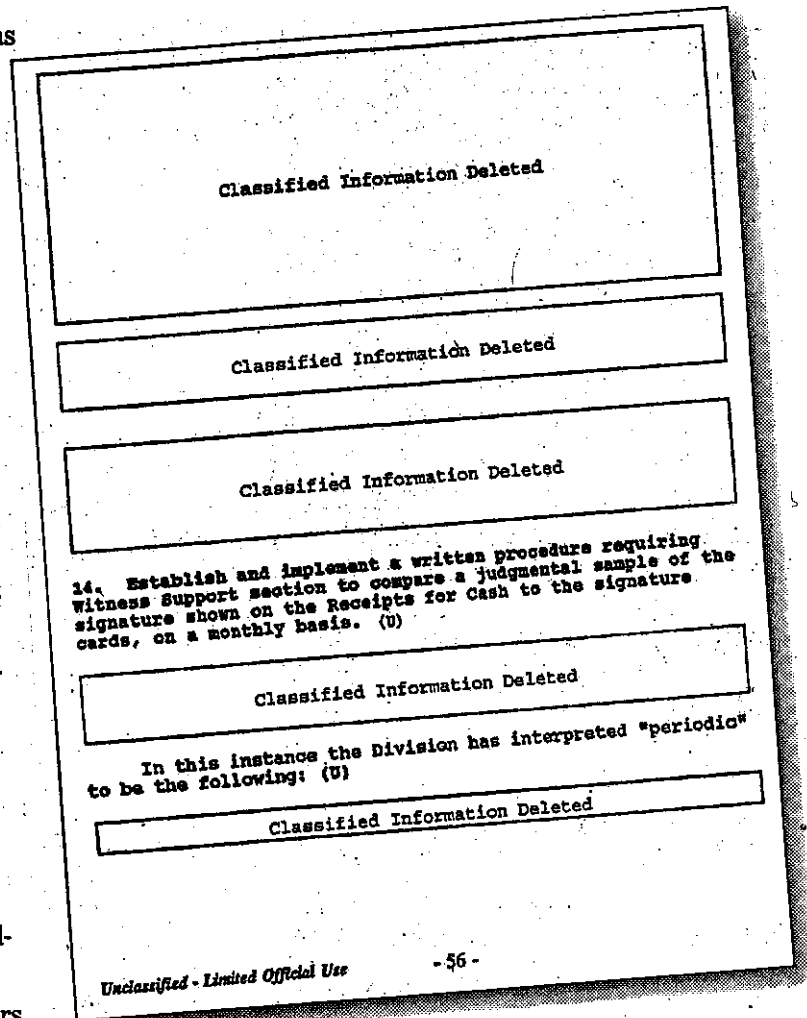 as
Classified Information Deleted
Classified Information Deleted
Classified Information Deleted
14. Establish and implement a written procedure requiring
Witness Support section to compare a judgmental sample of the
signature shown on the Receipts for Cash to the signature
cards, on a monthly basis. (U)
Classified Information Deleted
In this instance the Division has interpreted "periodic"
to be the following: (U)
Classified Information Deleted
Unclassified - Limited Official Use
- 56 -